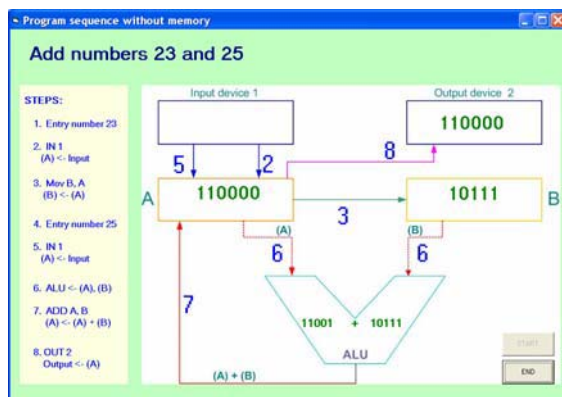 Program sequence without memory
Add numbers 23 and 25
STEPS:
1. Entry number 23
2. IN 1
(A) <- Input
3. Mov B, A
(B) <- (A)
4. Entry number 25
5. IN 1
(A) <- Input
6. ALU <- (A), (B)
7. ADD A, B
(A) <- (A) + (B)
8. OUT 2
Output <- (A)
Input device 1
Output device 2
110000
5
2
8
A
110000
3
10111
B
(A)
(B)
6
6
7
11001 + 10111
ALU
(A) + (B)
START
END